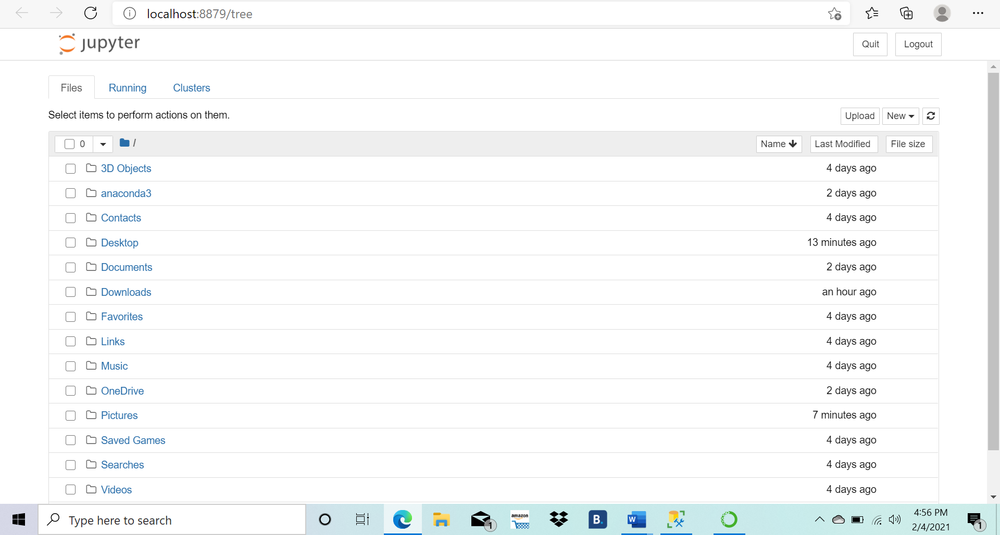 localhost:8879/tree
jupyter
Quit Logout
Files Running Clusters
Select items to perform actions on them.
Upload New
0 / Name Last Modified File size
3D Objects 4 days ago
anaconda3 2 days ago
Contacts 4 days ago
Desktop 13 minutes ago
Documents 2 days ago
Downloads an hour ago
Favorites 4 days ago
Links 4 days ago
Music 4 days ago
OneDrive 2 days ago
Pictures 7 minutes ago
Saved Games 4 days ago
Searches 4 days ago
Videos 4 days ago
Type here to search
1
amazon
B.
W
4:56 PM
2/4/2021
1